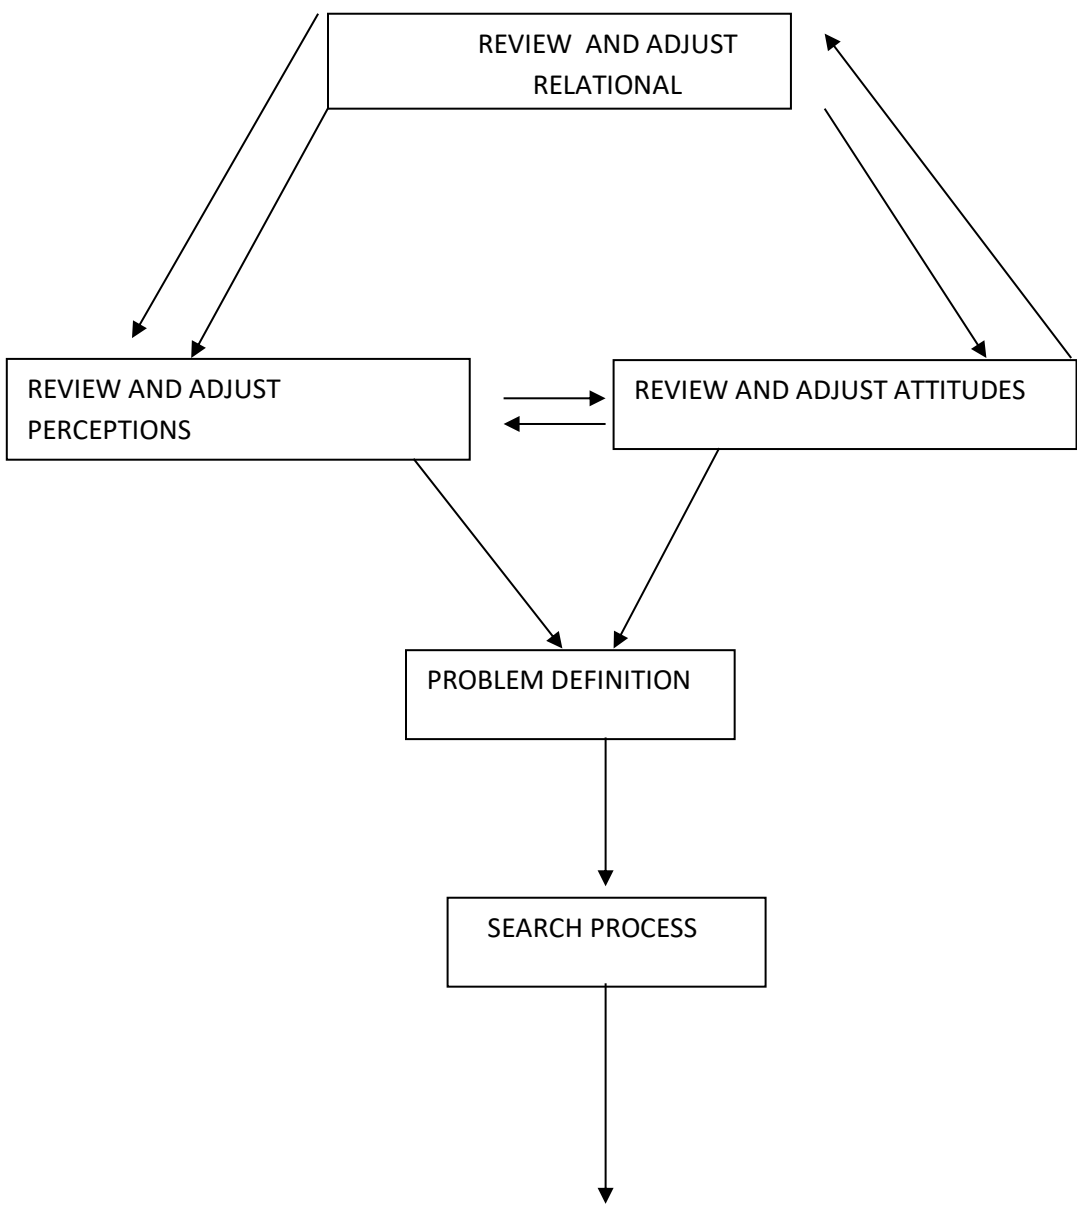 REVIEW AND ADJUST
RELATIONAL
REVIEW AND ADJUST
PERCEPTIONS
REVIEW AND ADJUST ATTITUDES
PROBLEM DEFINITION
SEARCH PROCESS